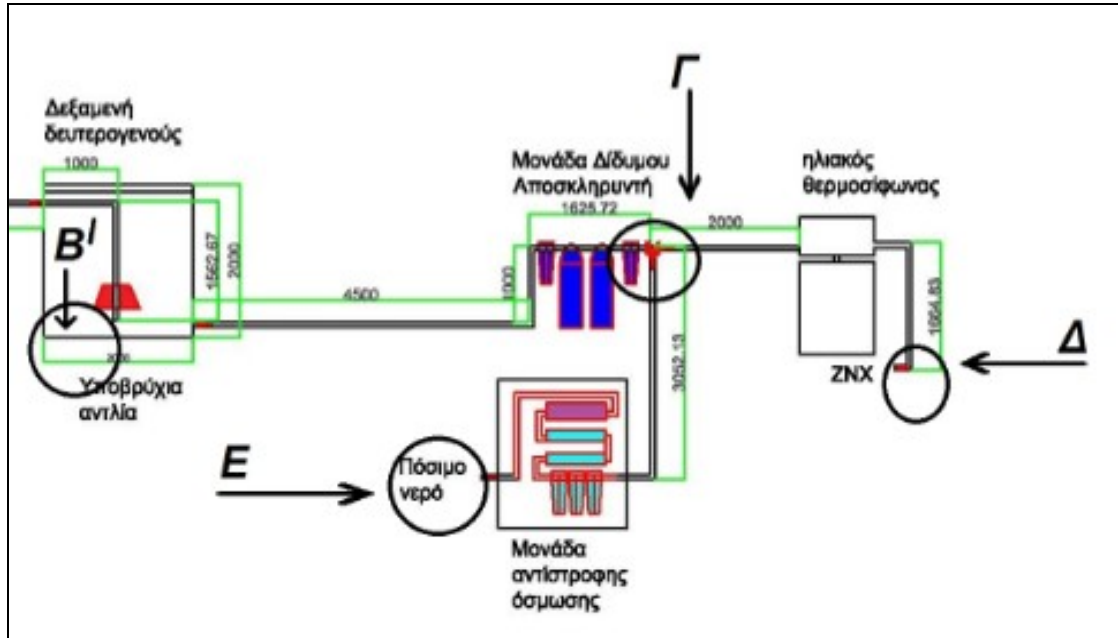 Γ
Δεξαμενή
δευτερογενούς
1000
Μονάδα Δίδυμου
Αποσκληρυντή
1625.72
ηλιακός
θερμοσίφωνας
2000
Β΄
1562.67
2000
4500
1000
3052.13
1664.83
Δ
ΖΝΧ
Υποβρύχια
αντλία
Ε
Πόσιμο
νερό
Μονάδα
αντίστροφης
όσμωσης